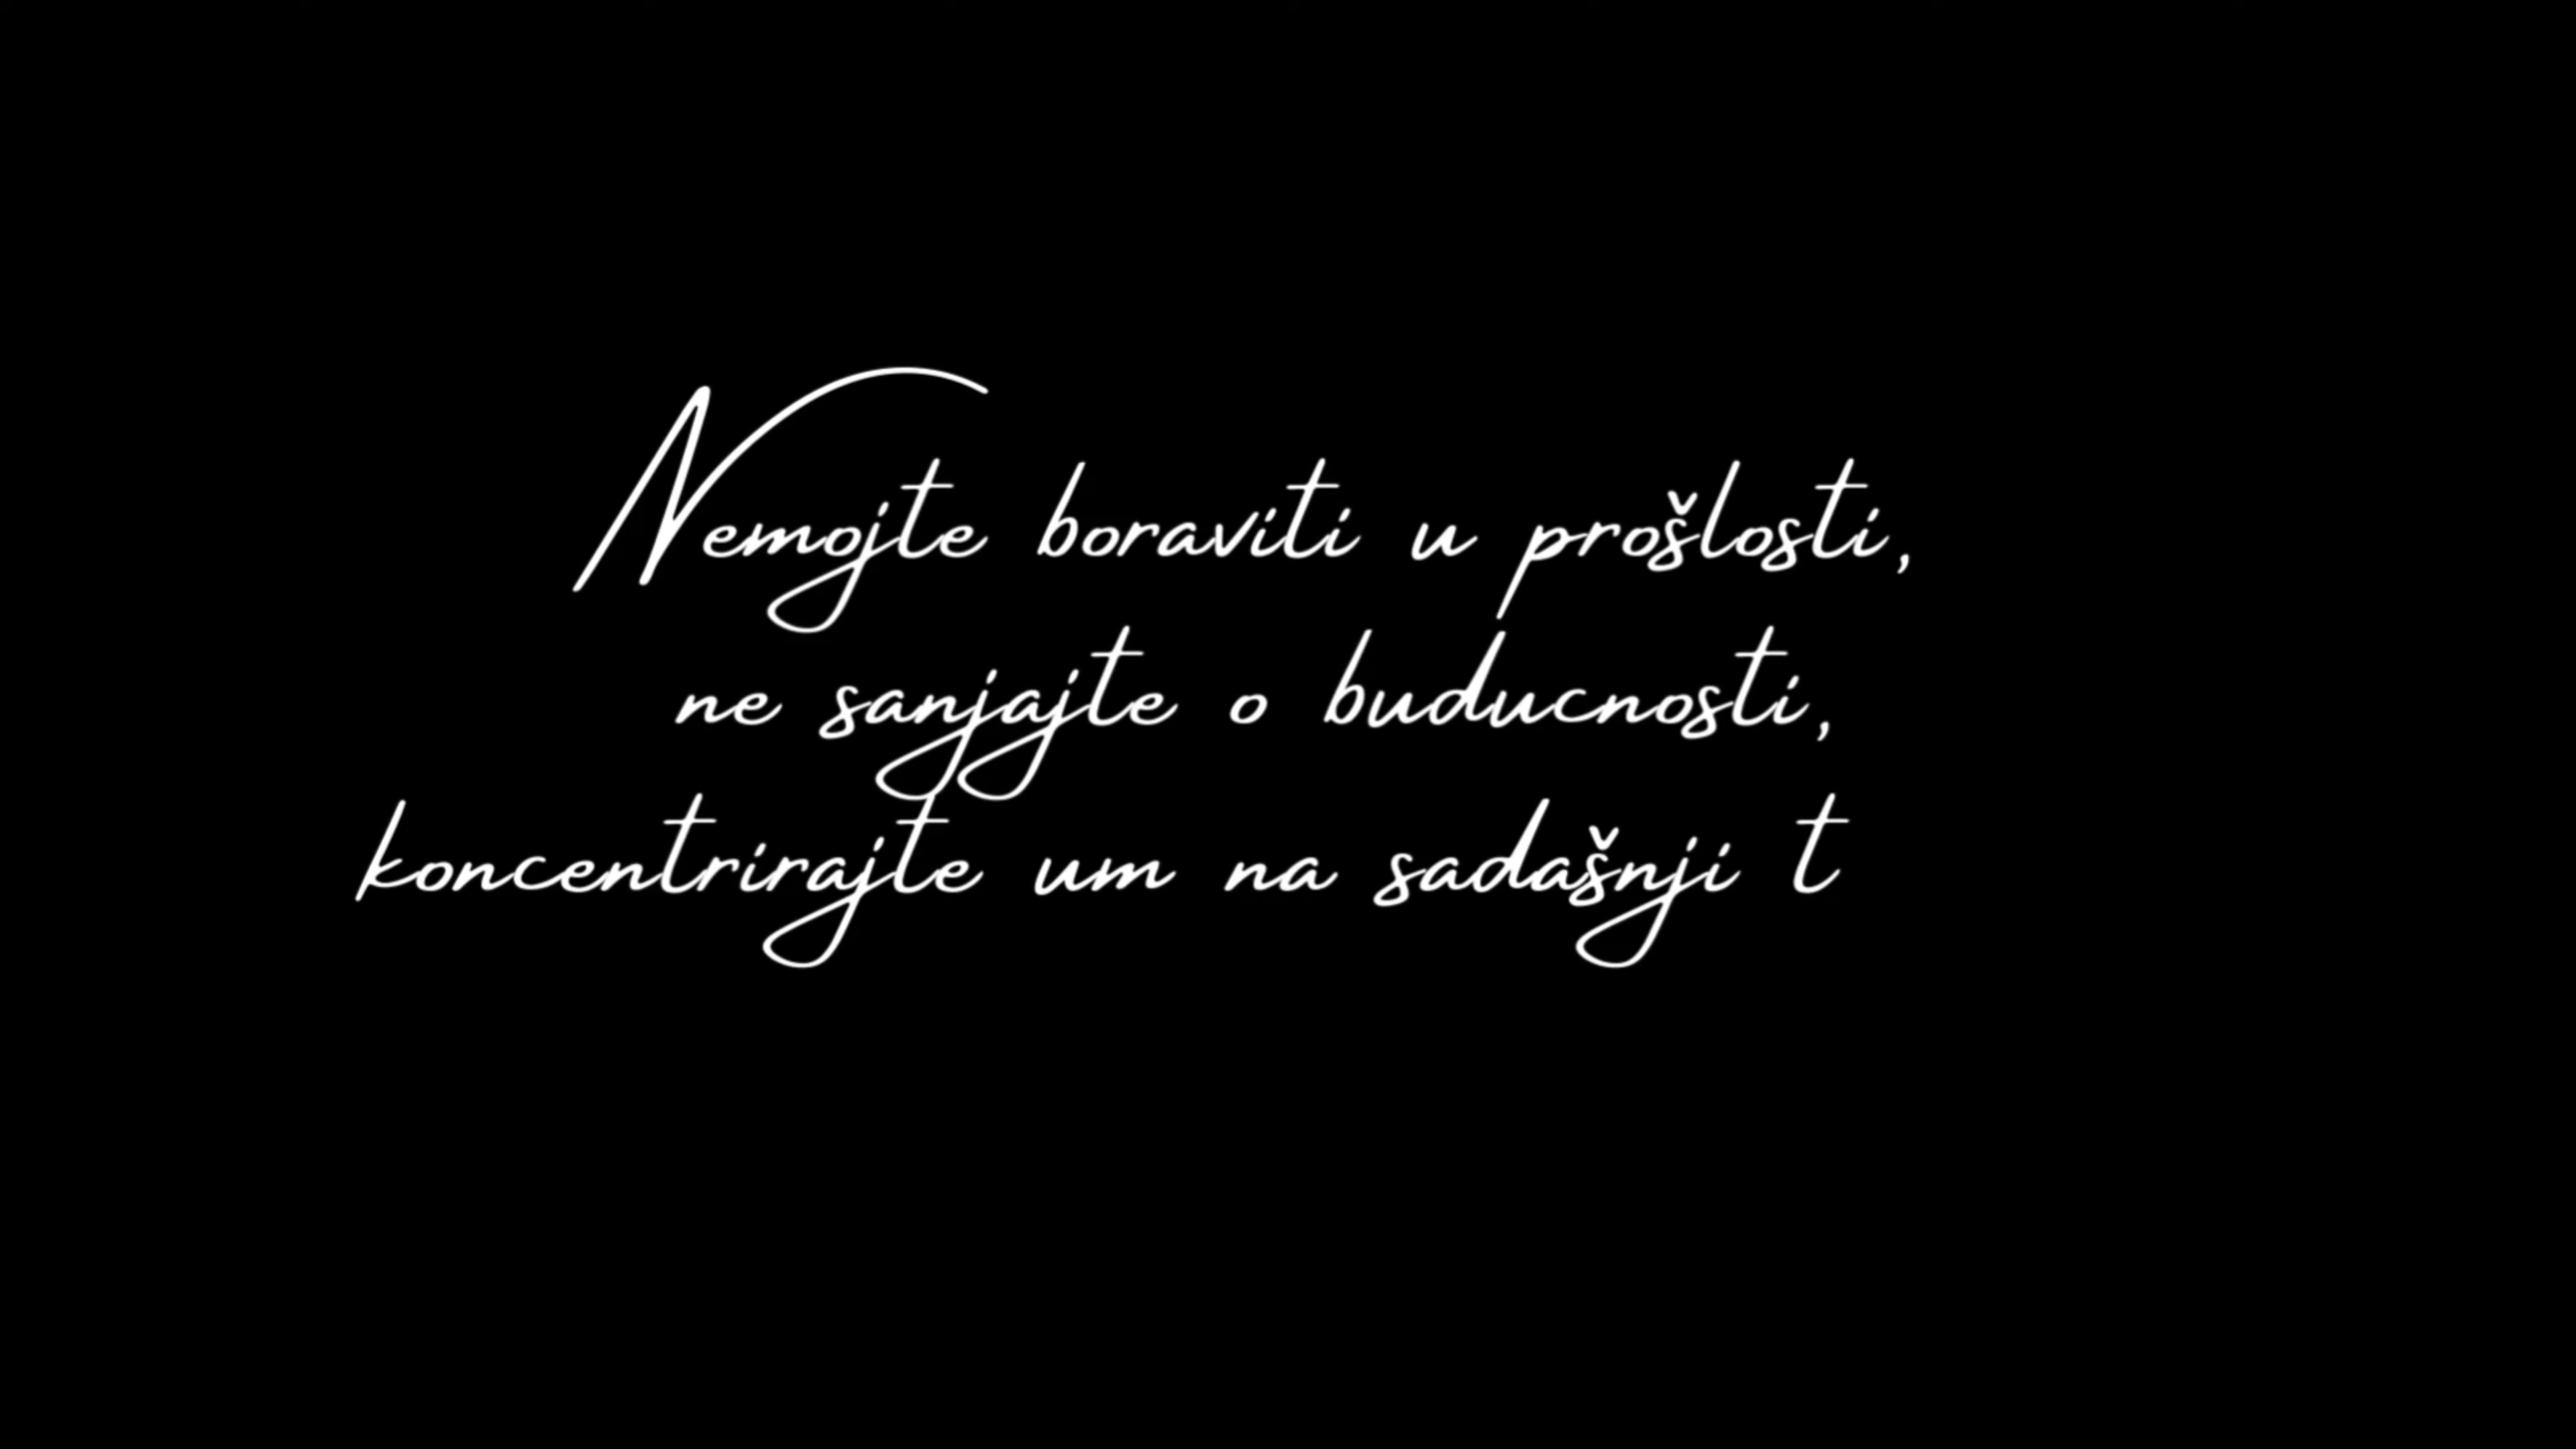 Nemojte boraviti u prošlosti,
ne sanjajte o buducnosti,
koncentrirajte um na sadašnji t